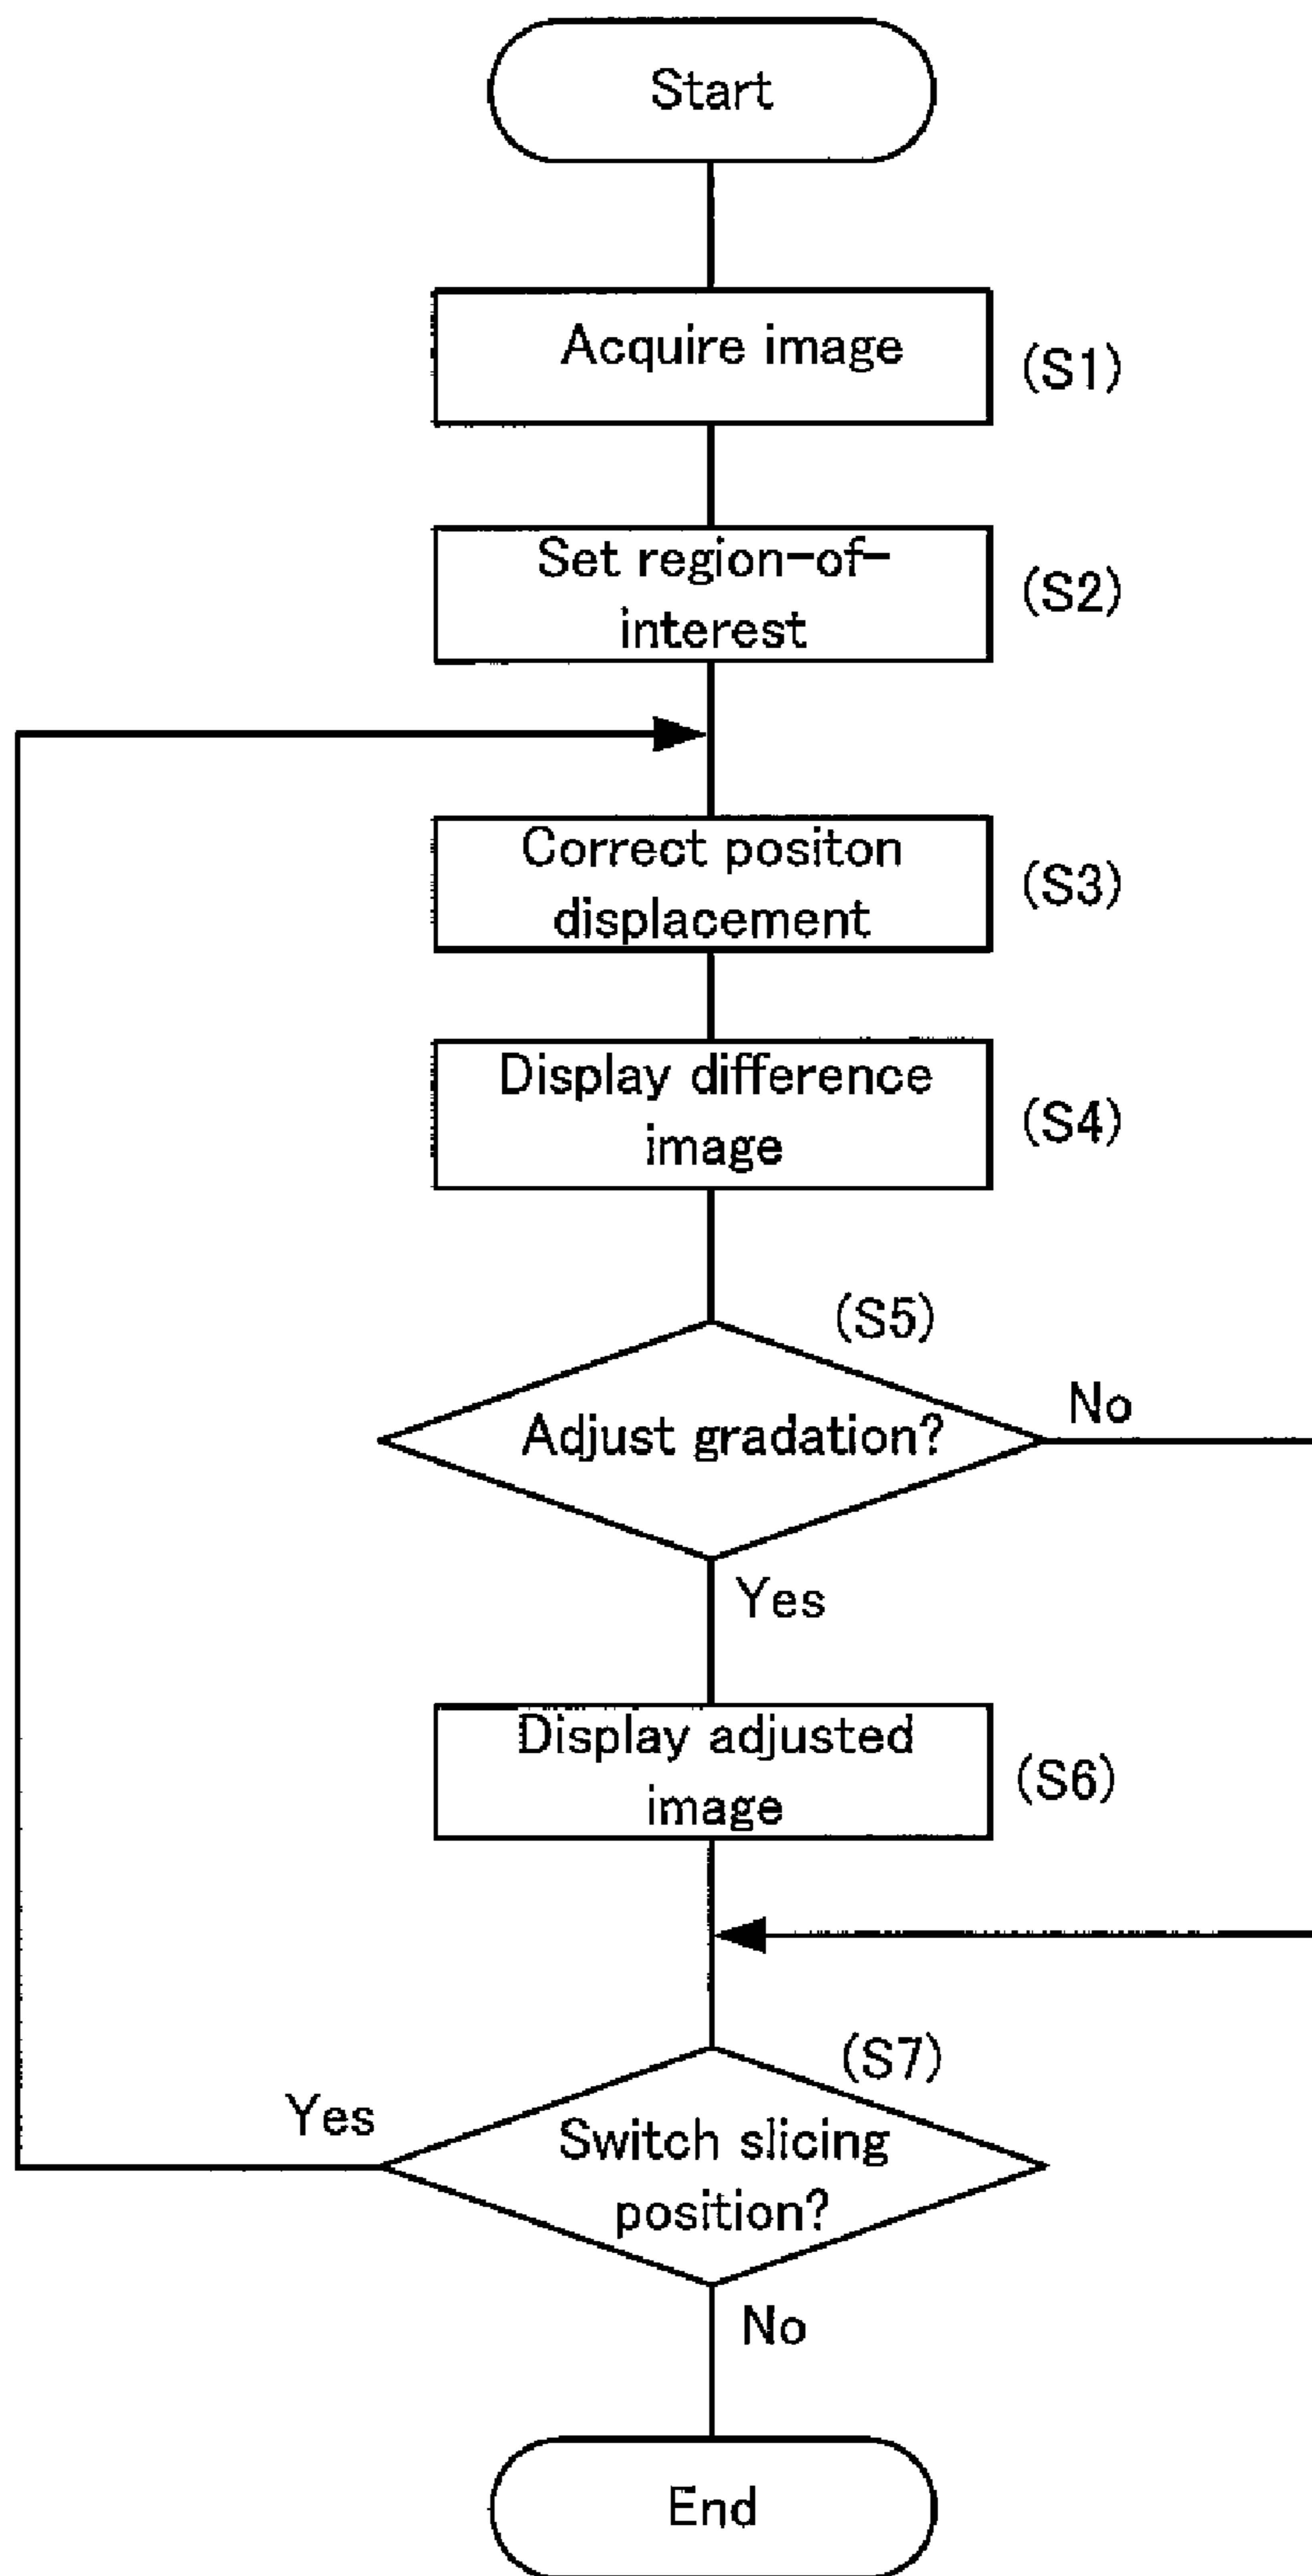 Start
Acquire image
(S1)
Set region-of-
interest
(S2)
Correct positon
displacement
(S3)
Display difference
image
(S4)
(S5)
Adjust gradation?
No
Yes
Display adjusted
image
(S6)
(S7)
Yes
Switch slicing
position?
No
End